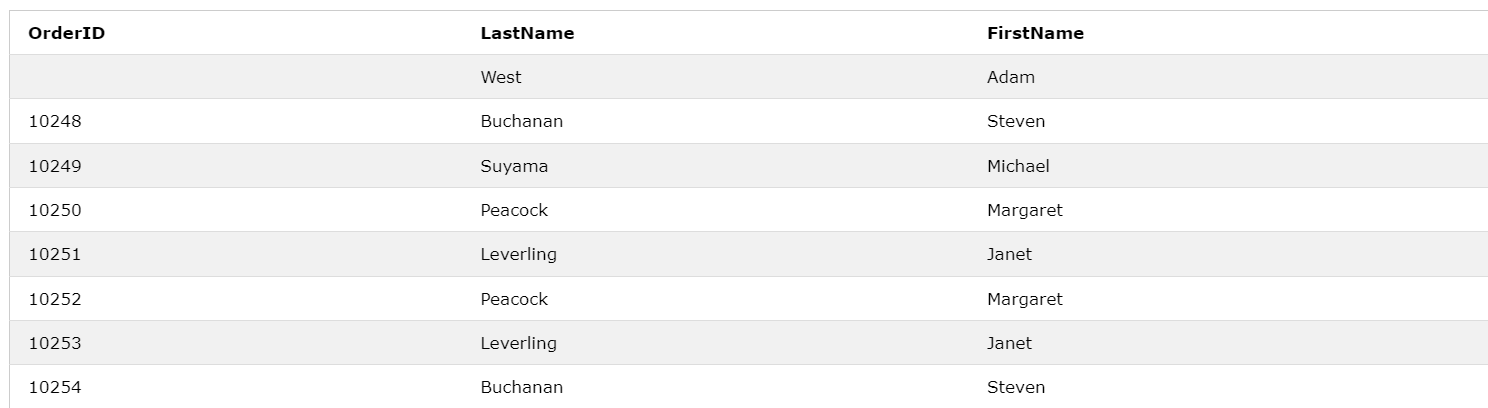 OrderID LastName FirstName
West Adam
10248 Buchanan Steven
10249 Suyama Michael
10250 Peacock Margaret
10251 Leverling Janet
10252 Peacock Margaret
10253 Leverling Janet
10254 Buchanan Steven